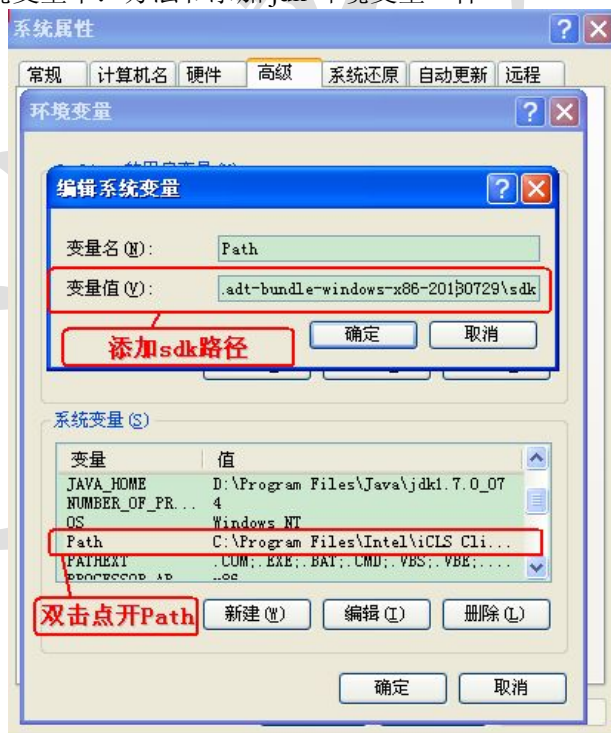 系统属性
常规 计算机名 硬件 高级 系统还原 自动更新 远程
环境变量
编辑系统变量
变量名(N): Path
变量值(V): .adt-bundle-windows-x86-20130729\sdk
添加sdk路径
确定 取消
系统变量(S)
变量 值
JAVA_HOME D:\Program Files\Java\jdk1.7.0_07
NUMBER_OF_PR... 4
OS Windows_NT
Path C:\Program Files\Intel\iCLS Cli...
PATHEXT .COM;.EXE;.BAT;.CMD;.VBS;.VBE;....
双击点开Path
新建(W) 编辑(I) 删除(L)
确定 取消